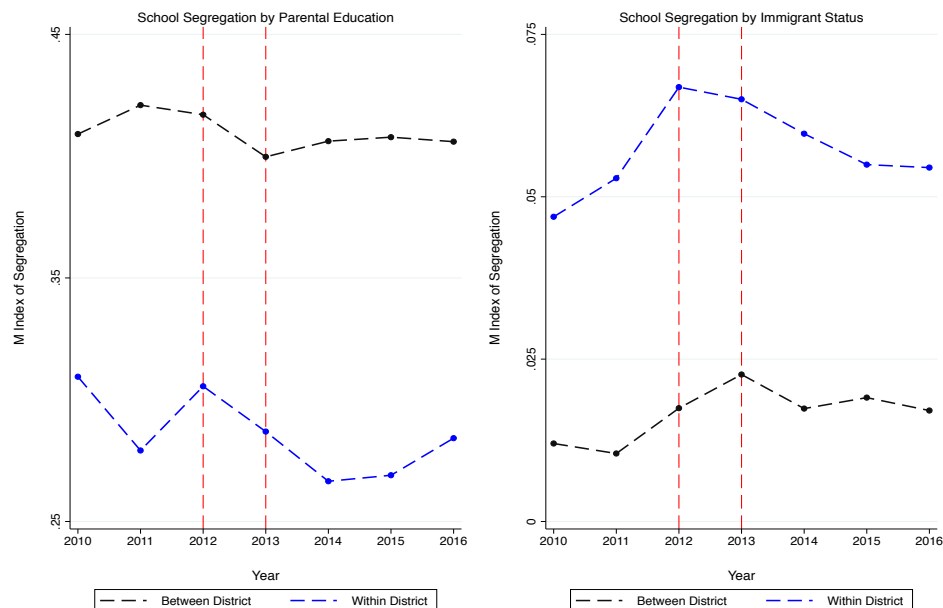 School Segregation by Parental Education
.45
.35
.25
M Index of Segregation
2010 2011 2012 2013 2014 2015 2016
Year
Between District Within District
School Segregation by Immigrant Status
.075
.05
.025
0
M Index of Segregation
2010 2011 2012 2013 2014 2015 2016
Year
Between District Within District